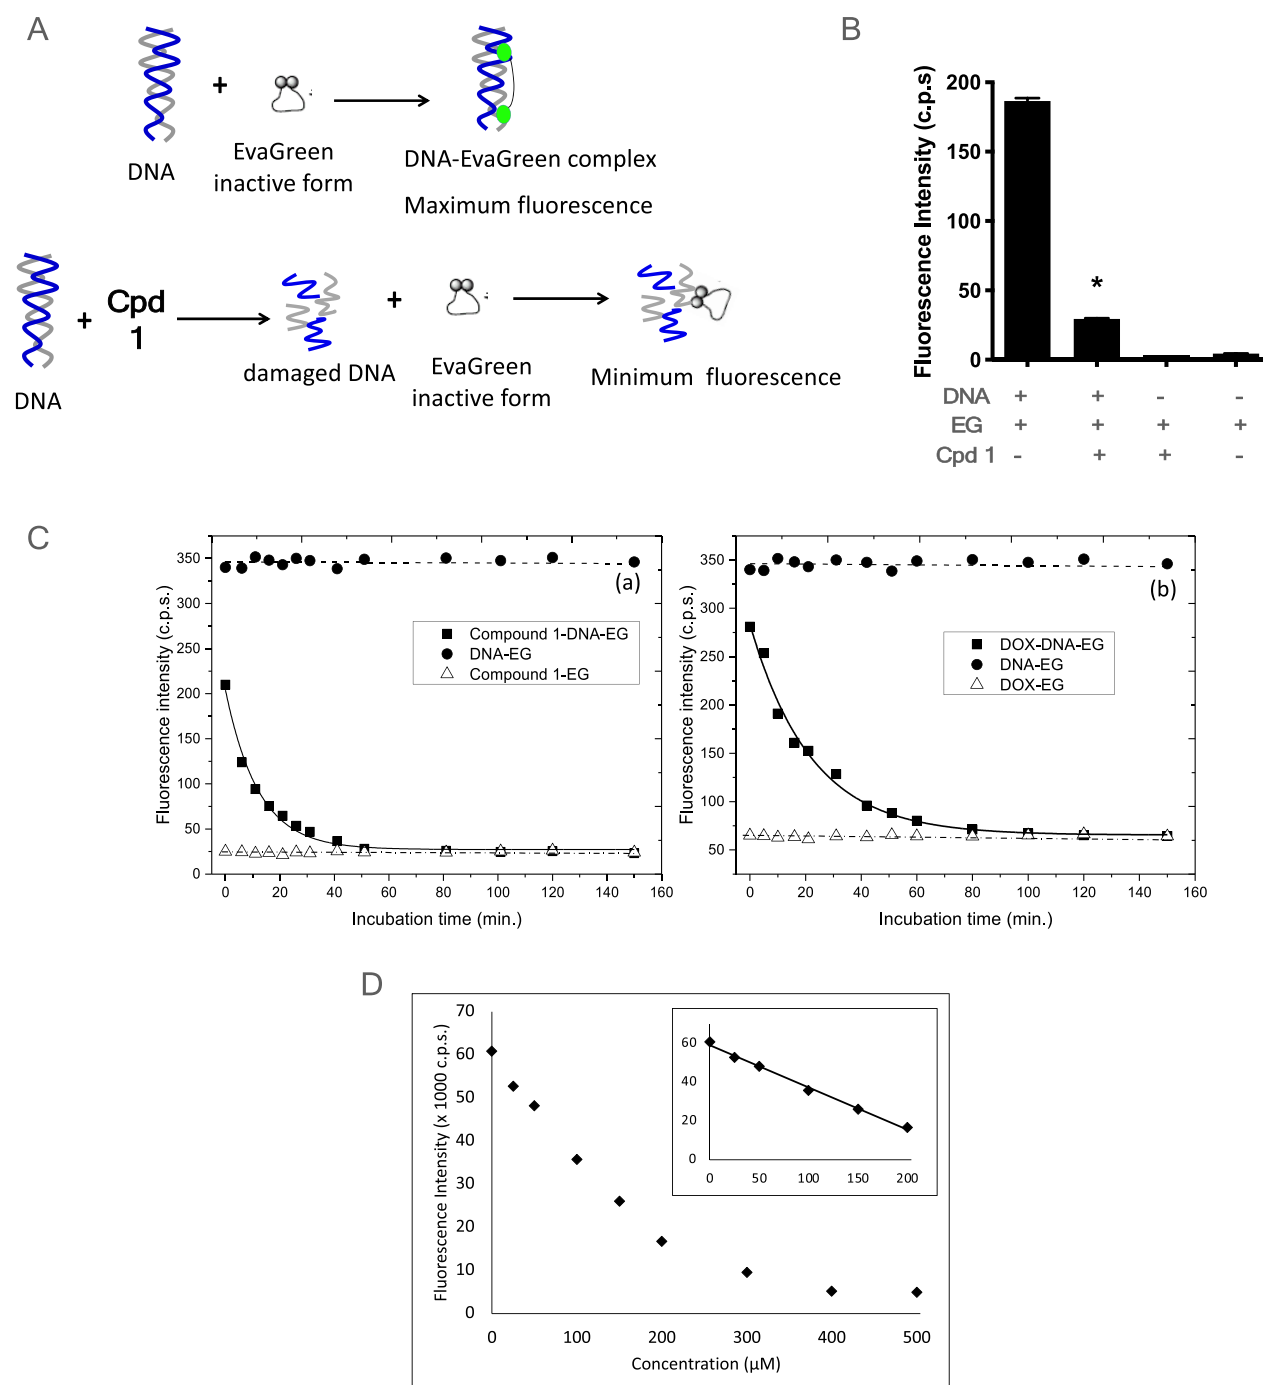 A
DNA
+
EvaGreen
inactive form
DNA-EvaGreen complex
Maximum fluorescence
DNA
+
Cpd
1
damaged DNA
+
EvaGreen
inactive form
Minimum fluorescence
B
Fluorescence Intensity (c.p.s)
200
150
100
50
0
*
DNA + + - -
EG + + + +
Cpd 1 - + + -
C
Fluorescence intensity (c.p.s.)
350
300
250
200
150
100
50
0
(a)
Compound 1-DNA-EG
DNA-EG
Compound 1-EG
0 20 40 60 80 100 120 140 160
Incubation time (min.)
Fluorescence intensity (c.p.s.)
350
300
250
200
150
100
50
(b)
DOX-DNA-EG
DNA-EG
DOX-EG
0 20 40 60 80 100 120 140 160
Incubation time (min.)
D
Fluorescence Intensity (x 1000 c.p.s.)
70
60
50
40
30
20
10
0
0 100 200 300 400 500
Concentration (μM)
60
40
20
0
0 50 100 150 200